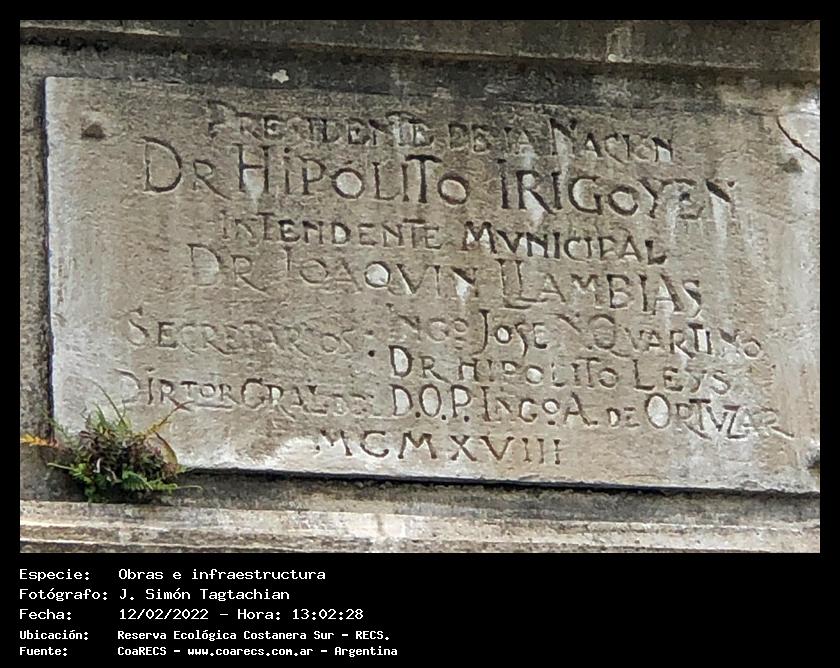 PRESIDENTE DE LA NACION
DR HIPOLITO IRIGOYEN
INTENDENTE MVNICIPAL
DR JOAQVIN LLAMBIAS
SECRETARIOS: INGO JOSE N. QVARTINO
DR HIPOLITO LEYS
DIRTOR GRAL DEL D.O.P. INGO A. DE ORTVZAR
MCMXVIII
Especie: Obras e infraestructura
Fotógrafo: J. Simón Tagtachian
Fecha: 12/02/2022 - Hora: 13:02:28
Ubicación: Reserva Ecológica Costanera Sur - RECS.
Fuente: CoaRECS - www.coarecs.com.ar - Argentina